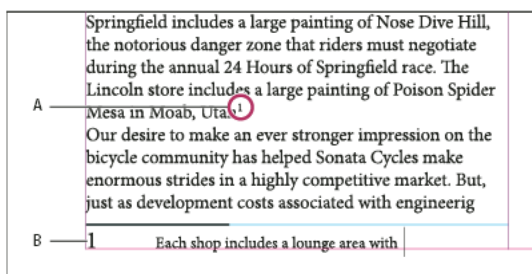 Springfield includes a large painting of Nose Dive Hill,
the notorious danger zone that riders must negotiate
during the annual 24 Hours of Springfield race. The
Lincoln store includes a large painting of Poison Spider
A Mesa in Moab, Utah¹
Our desire to make an ever stronger impression on the
bicycle community has helped Sonata Cycles make
enormous strides in a highly competitive market. But,
just as development costs associated with engineerig
B 1 Each shop includes a lounge area with